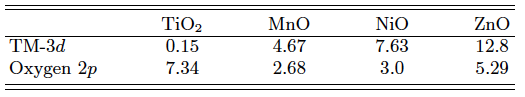 TiO2 MnO NiO ZnO
TM-3d 0.15 4.67 7.63 12.8
Oxygen 2p 7.34 2.68 3.0 5.29